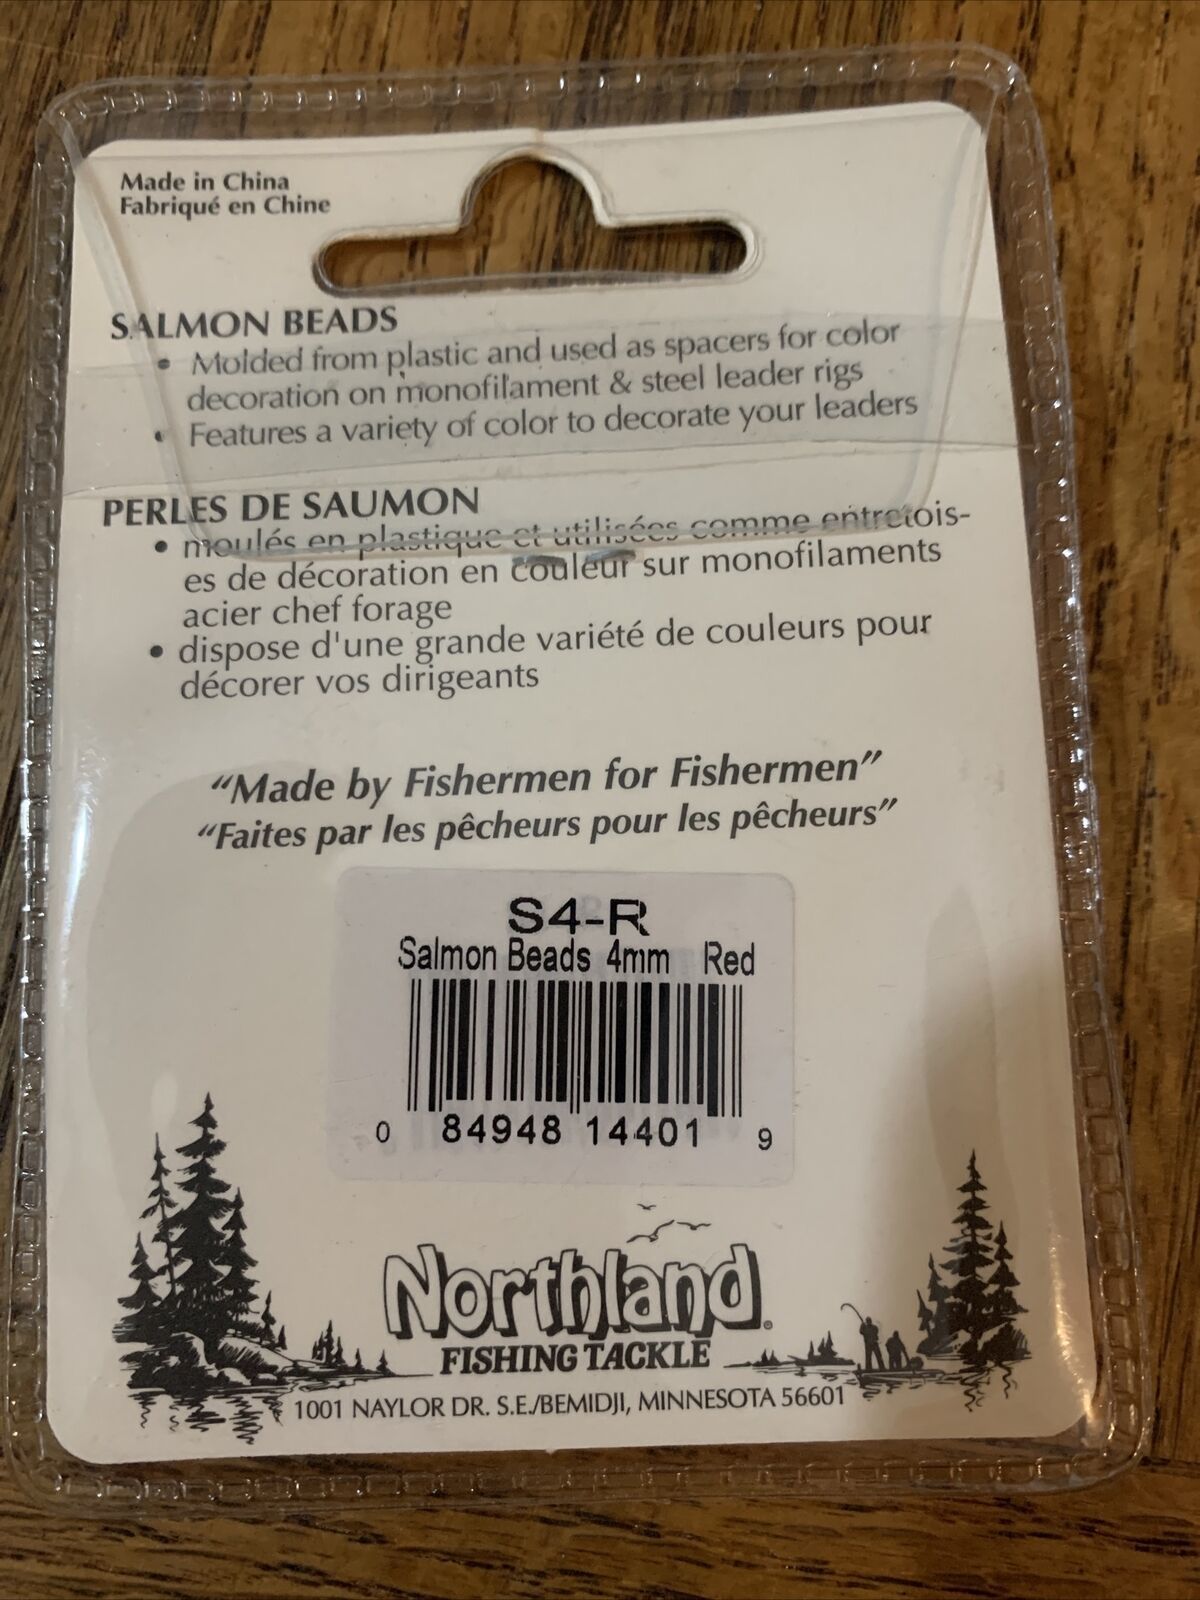 Made in China
Fabriqué en Chine
SALMON BEADS
• Molded from plastic and used as spacers for color
decoration on monofilament & steel leader rigs
• Features a variety of color to decorate your leaders
PERLES DE SAUMON
• moulés en plastique et utilisées comme entretois-
es de décoration en couleur sur monofilaments
acier chef forage
• dispose d'une grande variété de couleurs pour
décorer vos dirigeants
“Made by Fishermen for Fishermen”
“Faites par les pêcheurs pour les pêcheurs”
S4-R
Salmon Beads 4mm Red
0 84948 14401 9
Northland®
FISHING TACKLE
1001 NAYLOR DR. S.E./BEMIDJI, MINNESOTA 56601